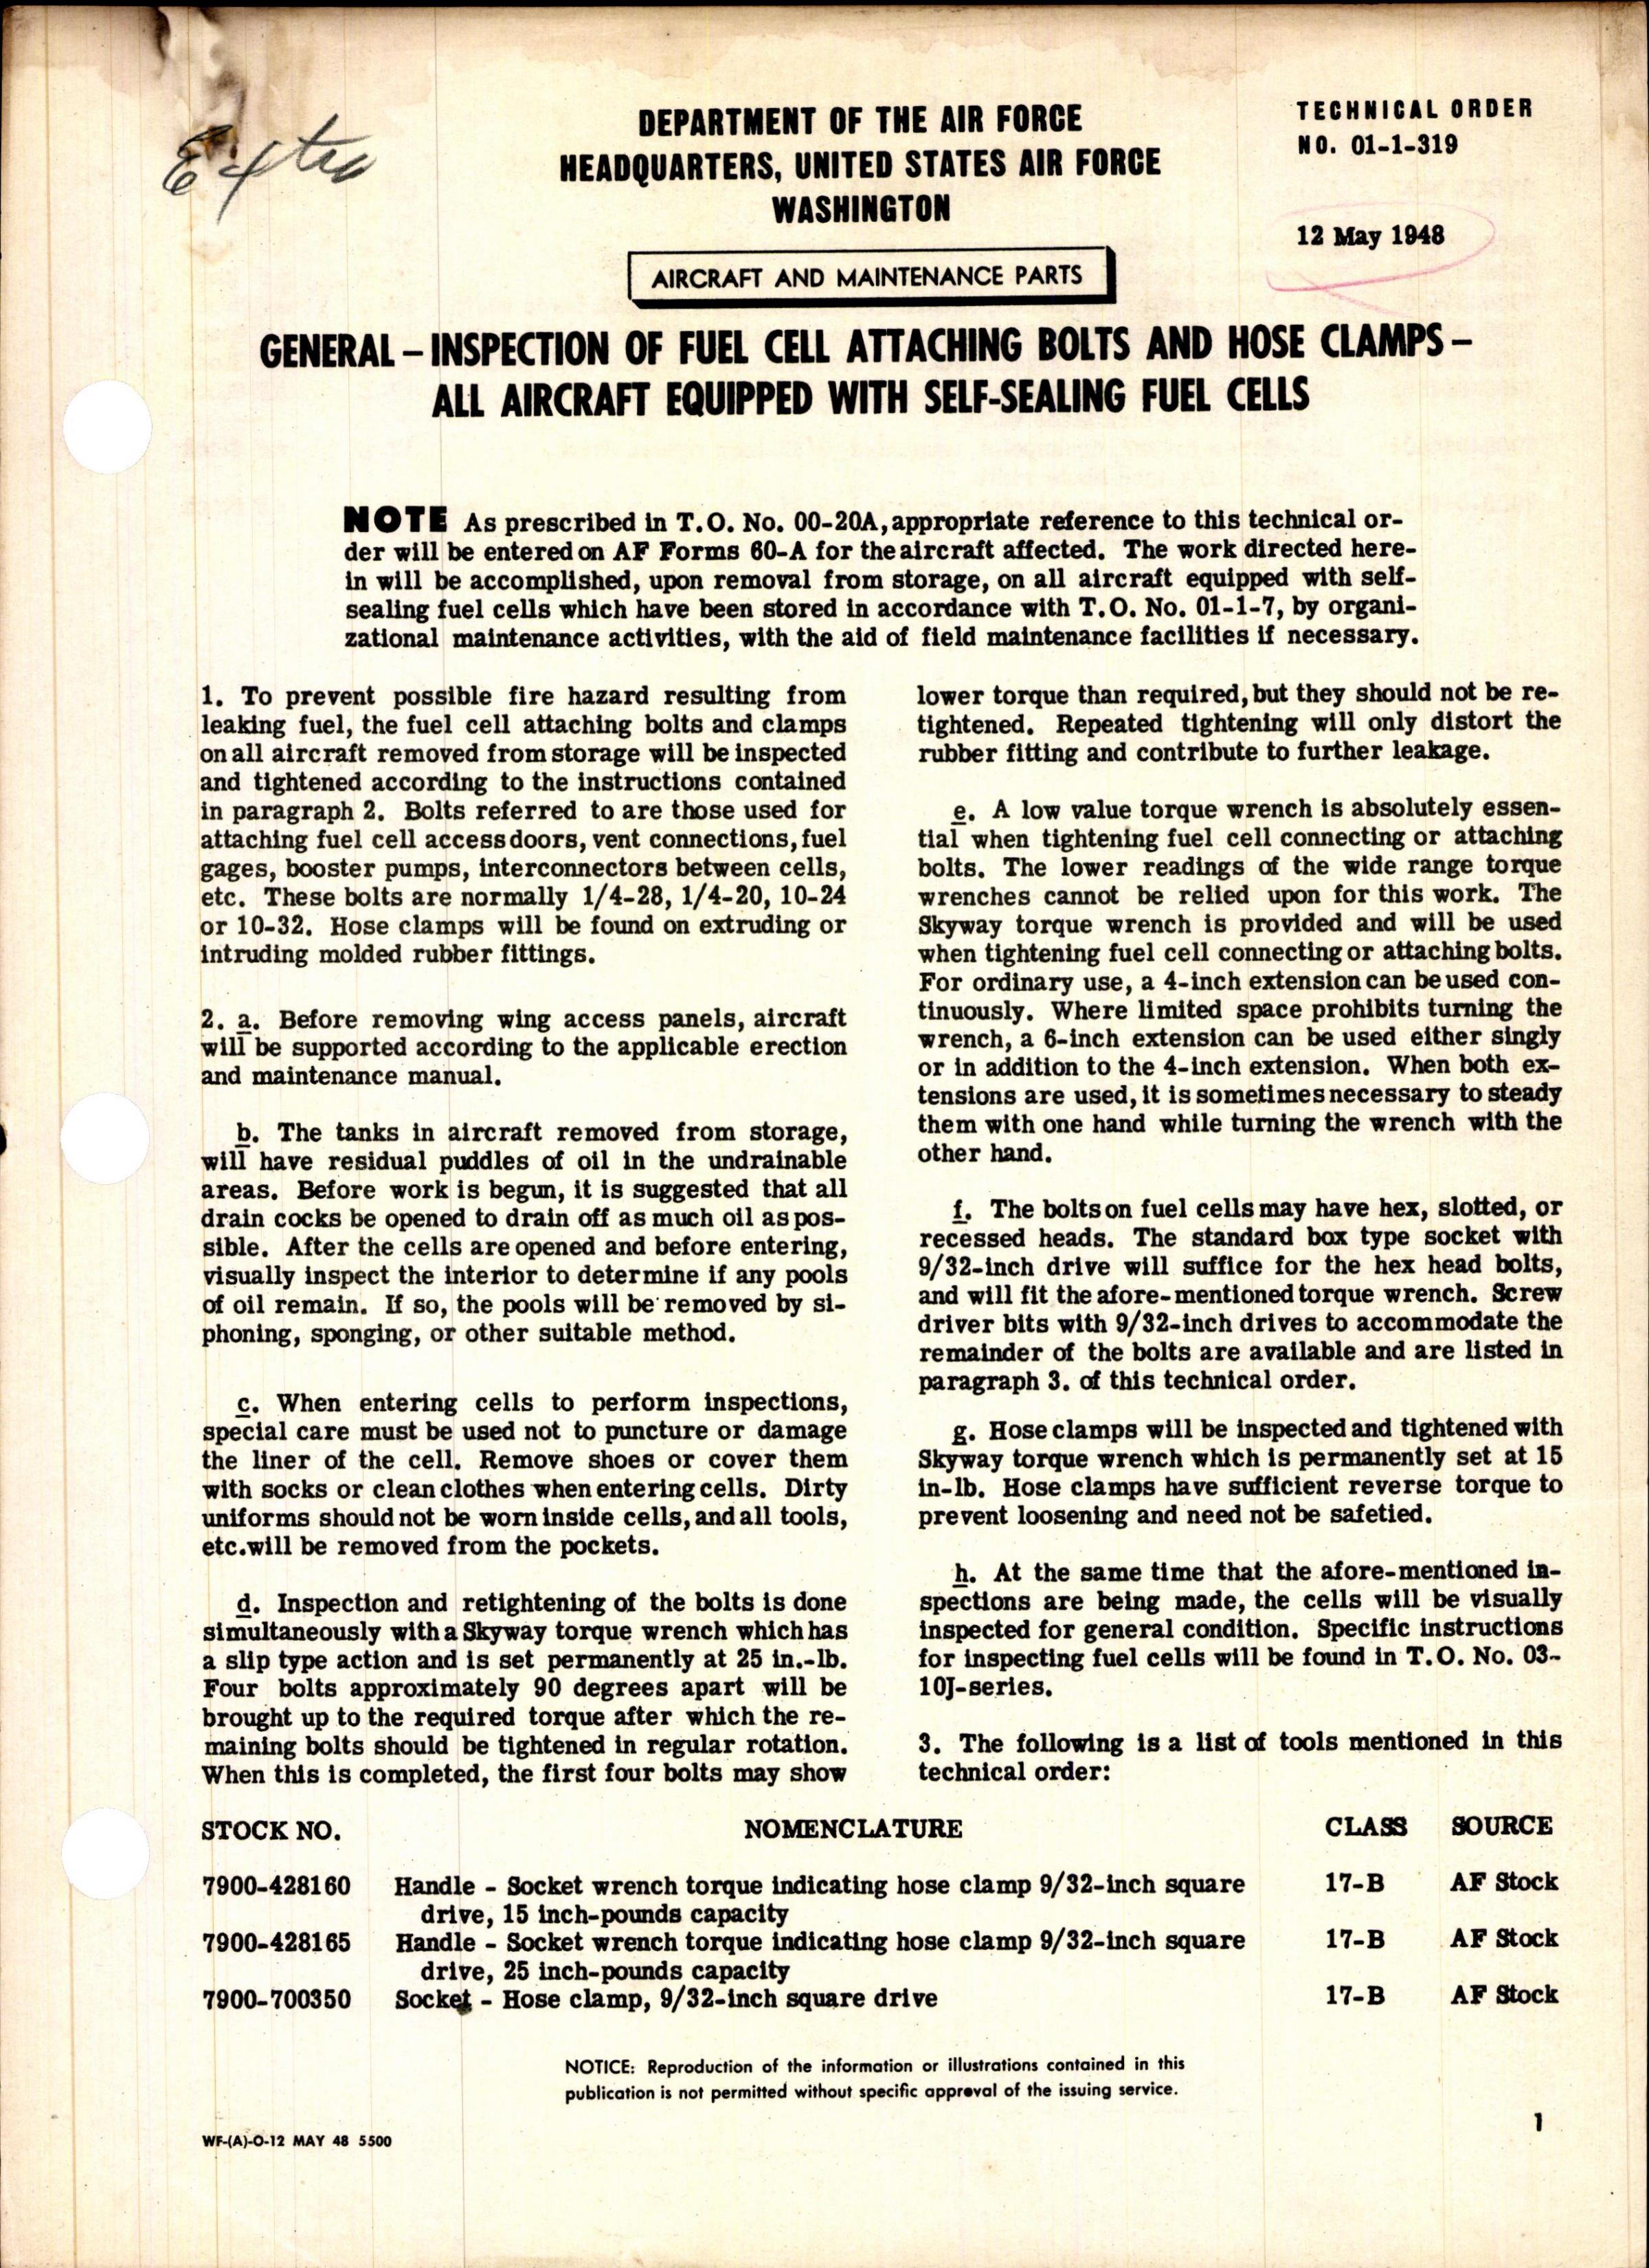 Extra
DEPARTMENT OF THE AIR FORCE
HEADQUARTERS, UNITED STATES AIR FORCE
WASHINGTON
TECHNICAL ORDER
NO. 01-1-319
12 May 1948
AIRCRAFT AND MAINTENANCE PARTS
GENERAL – INSPECTION OF FUEL CELL ATTACHING BOLTS AND HOSE CLAMPS –
ALL AIRCRAFT EQUIPPED WITH SELF-SEALING FUEL CELLS
NOTE As prescribed in T.O. No. 00-20A, appropriate reference to this technical or-
der will be entered on AF Forms 60-A for the aircraft affected. The work directed here-
in will be accomplished, upon removal from storage, on all aircraft equipped with self-
sealing fuel cells which have been stored in accordance with T.O. No. 01-1-7, by organi-
zational maintenance activities, with the aid of field maintenance facilities if necessary.
1. To prevent possible fire hazard resulting from
leaking fuel, the fuel cell attaching bolts and clamps
on all aircraft removed from storage will be inspected
and tightened according to the instructions contained
in paragraph 2. Bolts referred to are those used for
attaching fuel cell access doors, vent connections, fuel
gages, booster pumps, interconnectors between cells,
etc. These bolts are normally 1/4-28, 1/4-20, 10-24
or 10-32. Hose clamps will be found on extruding or
intruding molded rubber fittings.
2. a. Before removing wing access panels, aircraft
will be supported according to the applicable erection
and maintenance manual.
b. The tanks in aircraft removed from storage,
will have residual puddles of oil in the undrainable
areas. Before work is begun, it is suggested that all
drain cocks be opened to drain off as much oil as pos-
sible. After the cells are opened and before entering,
visually inspect the interior to determine if any pools
of oil remain. If so, the pools will be removed by si-
phoning, sponging, or other suitable method.
c. When entering cells to perform inspections,
special care must be used not to puncture or damage
the liner of the cell. Remove shoes or cover them
with socks or clean clothes when entering cells. Dirty
uniforms should not be worn inside cells, and all tools,
etc. will be removed from the pockets.
d. Inspection and retightening of the bolts is done
simultaneously with a Skyway torque wrench which has
a slip type action and is set permanently at 25 in.-lb.
Four bolts approximately 90 degrees apart will be
brought up to the required torque after which the re-
maining bolts should be tightened in regular rotation.
When this is completed, the first four bolts may show
lower torque than required, but they should not be re-
tightened. Repeated tightening will only distort the
rubber fitting and contribute to further leakage.
e. A low value torque wrench is absolutely essen-
tial when tightening fuel cell connecting or attaching
bolts. The lower readings of the wide range torque
wrenches cannot be relied upon for this work. The
Skyway torque wrench is provided and will be used
when tightening fuel cell connecting or attaching bolts.
For ordinary use, a 4-inch extension can be used con-
tinuously. Where limited space prohibits turning the
wrench, a 6-inch extension can be used either singly
or in addition to the 4-inch extension. When both ex-
tensions are used, it is sometimes necessary to steady
them with one hand while turning the wrench with the
other hand.
f. The bolts on fuel cells may have hex, slotted, or
recessed heads. The standard box type socket with
9/32-inch drive will suffice for the hex head bolts,
and will fit the afore-mentioned torque wrench. Screw
driver bits with 9/32-inch drives to accommodate the
remainder of the bolts are available and are listed in
paragraph 3. of this technical order.
g. Hose clamps will be inspected and tightened with
Skyway torque wrench which is permanently set at 15
in-lb. Hose clamps have sufficient reverse torque to
prevent loosening and need not be safetied.
h. At the same time that the afore-mentioned in-
spections are being made, the cells will be visually
inspected for general condition. Specific instructions
for inspecting fuel cells will be found in T.O. No. 03-
10J-series.
3. The following is a list of tools mentioned in this
technical order:
STOCK NO. NOMENCLATURE CLASS SOURCE
7900-428160 Handle - Socket wrench torque indicating hose clamp 9/32-inch square 17-B AF Stock
drive, 15 inch-pounds capacity
7900-428165 Handle - Socket wrench torque indicating hose clamp 9/32-inch square 17-B AF Stock
drive, 25 inch-pounds capacity
7900-700350 Socket - Hose clamp, 9/32-inch square drive 17-B AF Stock
NOTICE: Reproduction of the information or illustrations contained in this
publication is not permitted without specific approval of the issuing service.
WF-(A)-O-12 MAY 48 5500
1